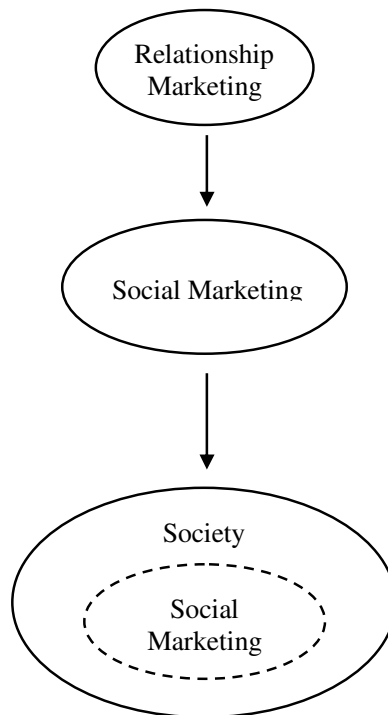 Relationship
Marketing
Social Marketing
Society
Social
Marketing